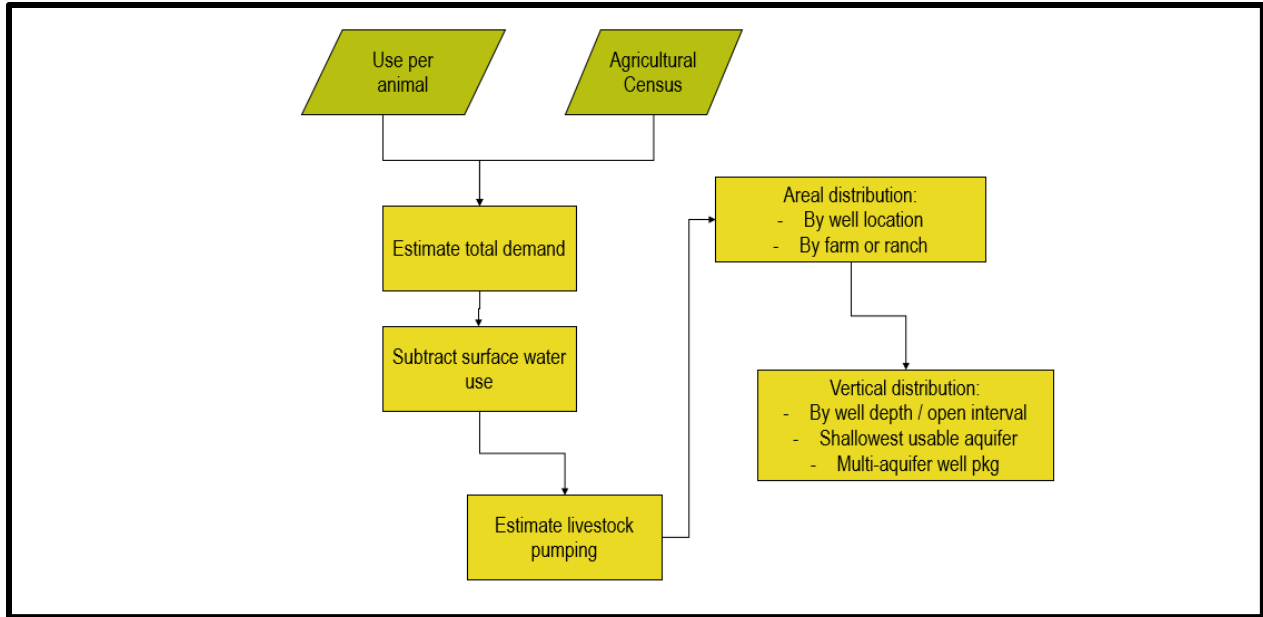 Use per
animal
Agricultural
Census
Estimate total demand
Subtract surface water
use
Estimate livestock
pumping
Areal distribution:
- By well location
- By farm or ranch
Vertical distribution:
- By well depth / open interval
- Shallowest usable aquifer
- Multi-aquifer well pkg